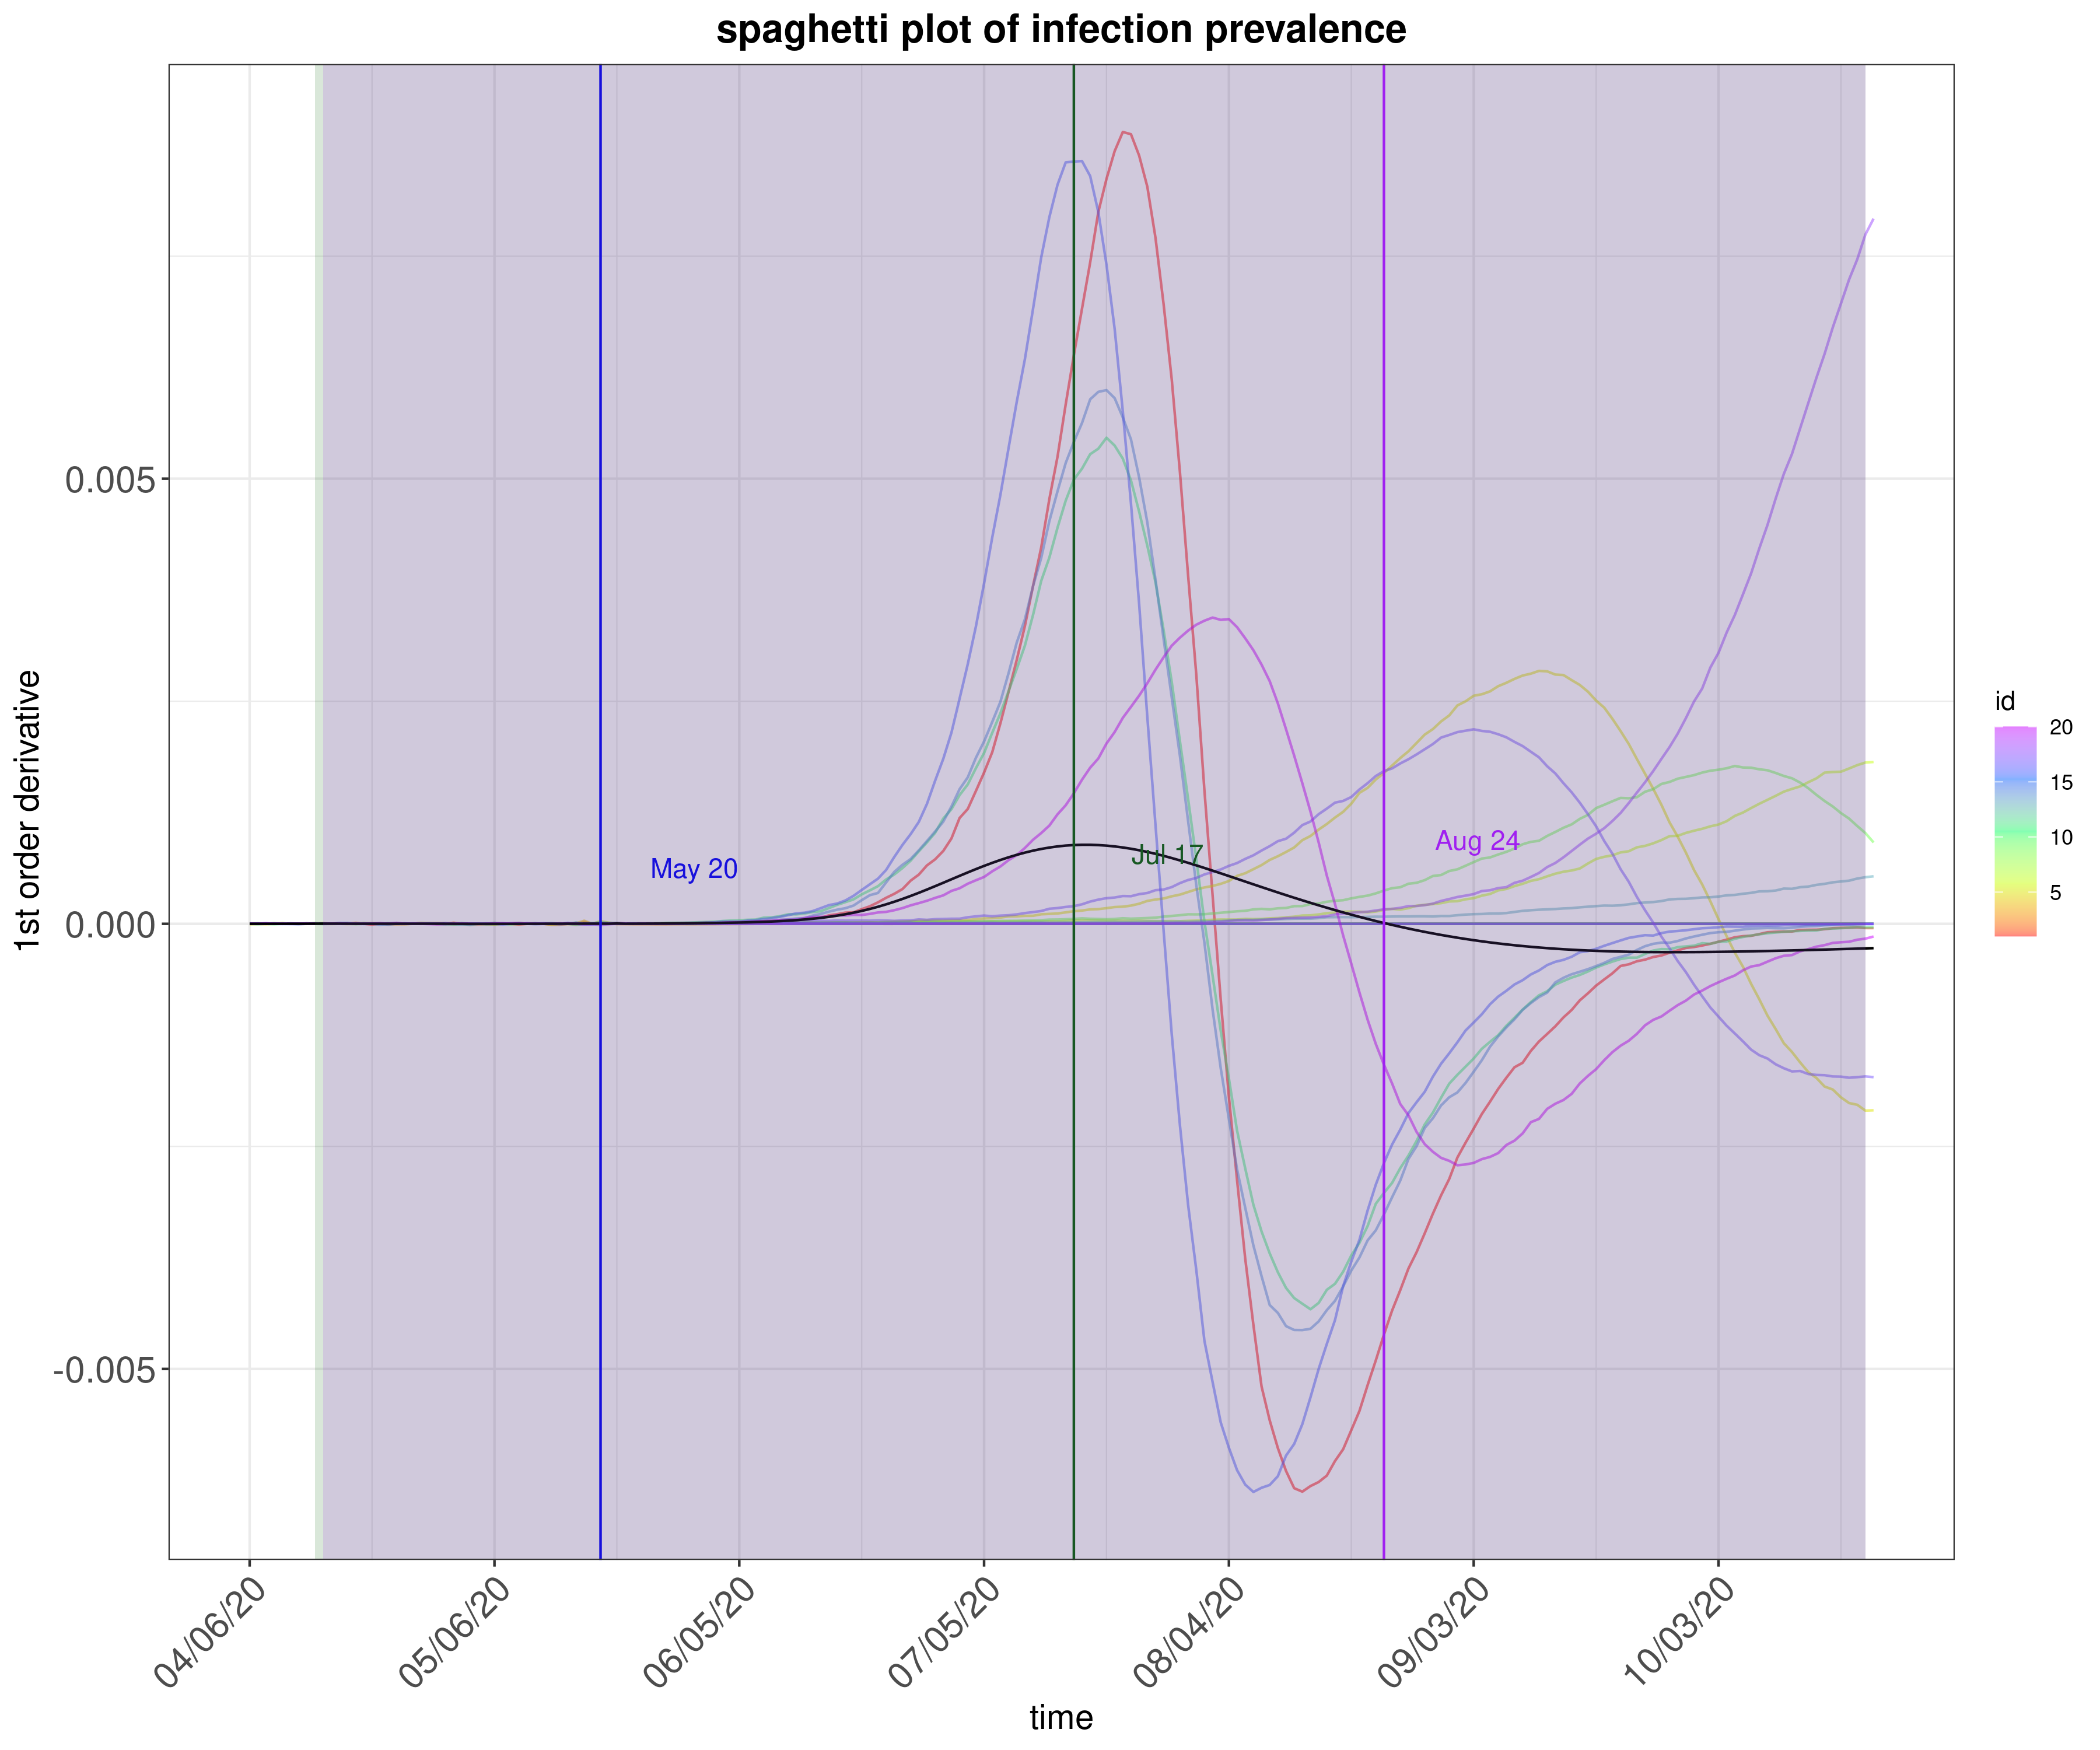 spaghetti plot of infection prevalence
1st order derivative
0.005
0.000
-0.005
May 20
Jul 17
Aug 24
04/06/20
05/06/20
06/05/20
07/05/20
08/04/20
09/03/20
10/03/20
time
id
20
15
10
5